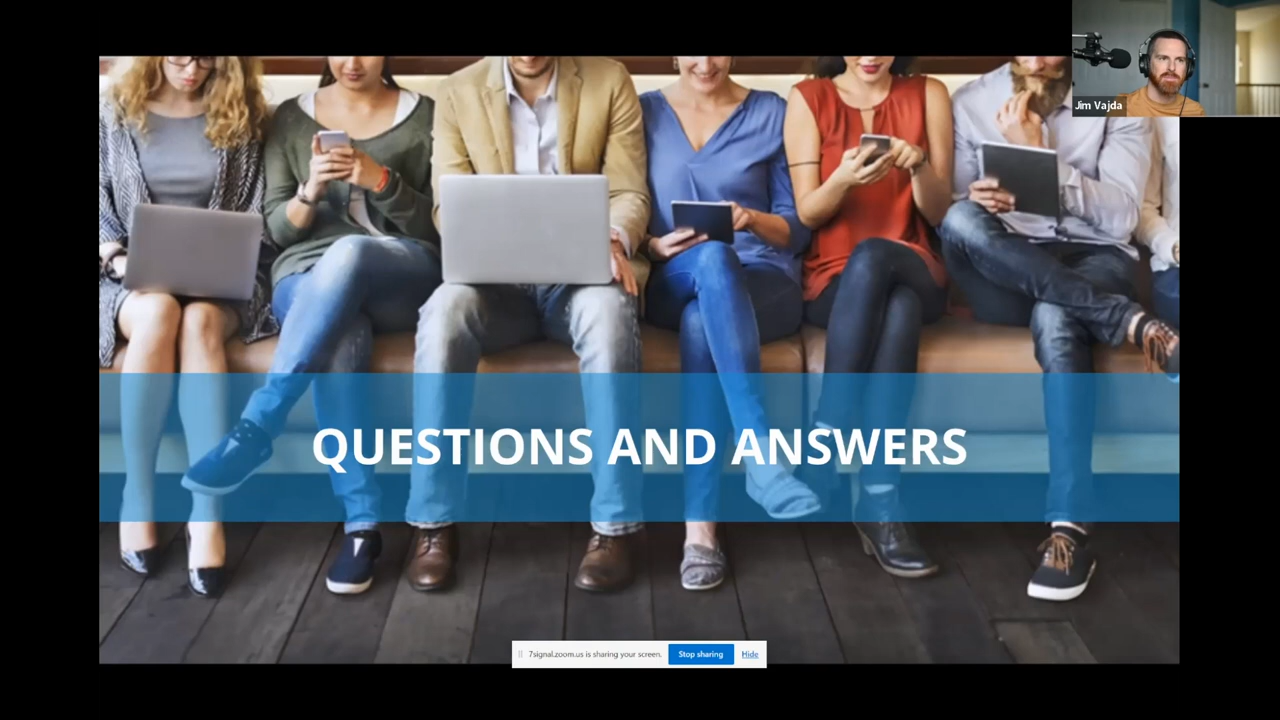 Jim Vajda
QUESTIONS AND ANSWERS
7signal.zoom.us is sharing your screen.
Stop sharing
Hide